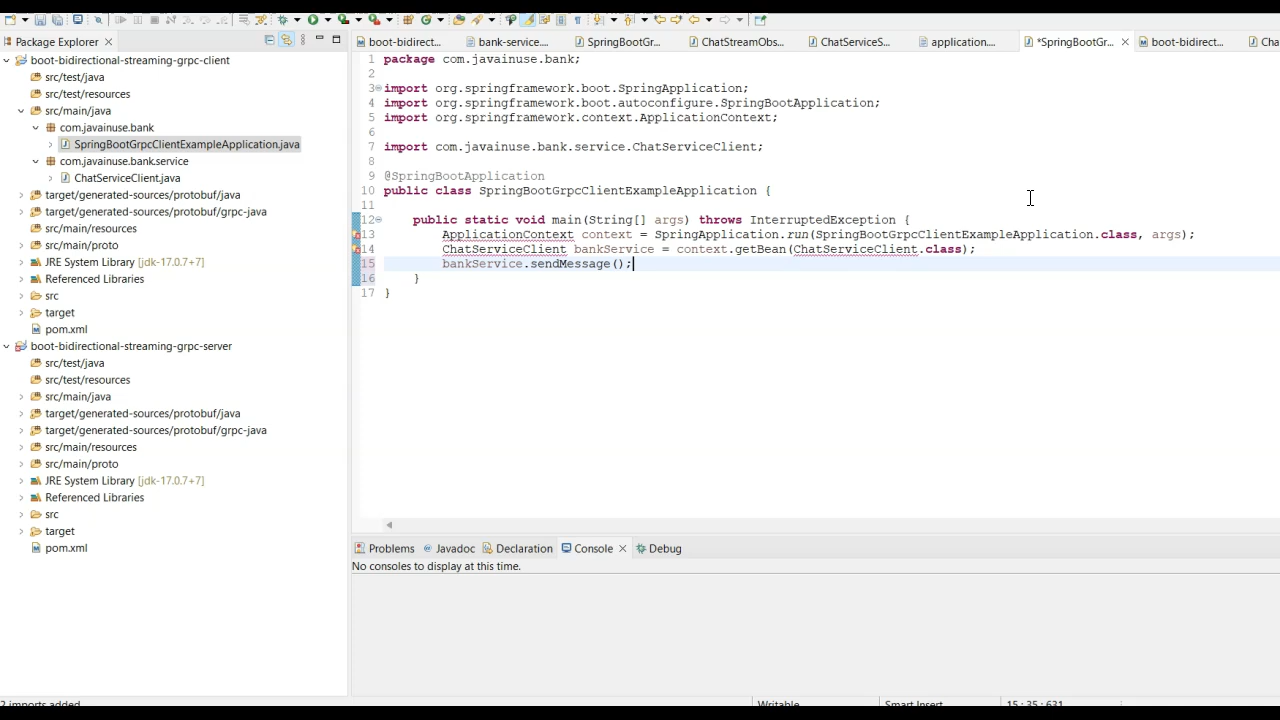 Package Explorer
boot-bidirectional-streaming-grpc-client
src/test/java
src/test/resources
src/main/java
com.javainuse.bank
SpringBootGrpcClientExampleApplication.java
com.javainuse.bank.service
ChatServiceClient.java
target/generated-sources/protobuf/java
target/generated-sources/protobuf/grpc-java
src/main/resources
src/main/proto
JRE System Library [jdk-17.0.7+7]
Referenced Libraries
src
target
pom.xml
boot-bidirectional-streaming-grpc-server
src/test/java
src/test/resources
src/main/java
target/generated-sources/protobuf/java
target/generated-sources/protobuf/grpc-java
src/main/resources
src/main/proto
JRE System Library [jdk-17.0.7+7]
Referenced Libraries
src
target
pom.xml
boot-bidirect... bank-service.... SpringBootGr... ChatStreamObs... ChatServiceS... application.... *SpringBootGr... boot-bidirect... Cha
1 package com.javainuse.bank;
2
3 import org.springframework.boot.SpringApplication;
4 import org.springframework.boot.autoconfigure.SpringBootApplication;
5 import org.springframework.context.ApplicationContext;
6
7 import com.javainuse.bank.service.ChatServiceClient;
8
9 @SpringBootApplication
10 public class SpringBootGrpcClientExampleApplication {
11
12 public static void main(String[] args) throws InterruptedException {
13 ApplicationContext context = SpringApplication.run(SpringBootGrpcClientExampleApplication.class, args);
14 ChatServiceClient bankService = context.getBean(ChatServiceClient.class);
15 bankService.sendMessage();
16 }
17 }
Problems Javadoc Declaration Console Debug
No consoles to display at this time.
2 imports added. Writable Smart Insert 15 : 35 : 631